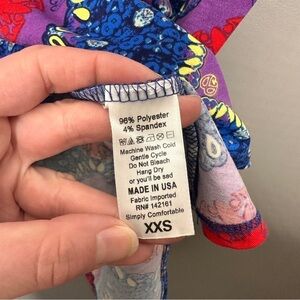 96% Polyester
4% Spandex
Machine Wash Cold
Gentle Cycle
Do Not Bleach
Hang Dry
or you'll be sad
MADE IN USA
Fabric Imported
RN# 142161
Simply Comfortable
XXS